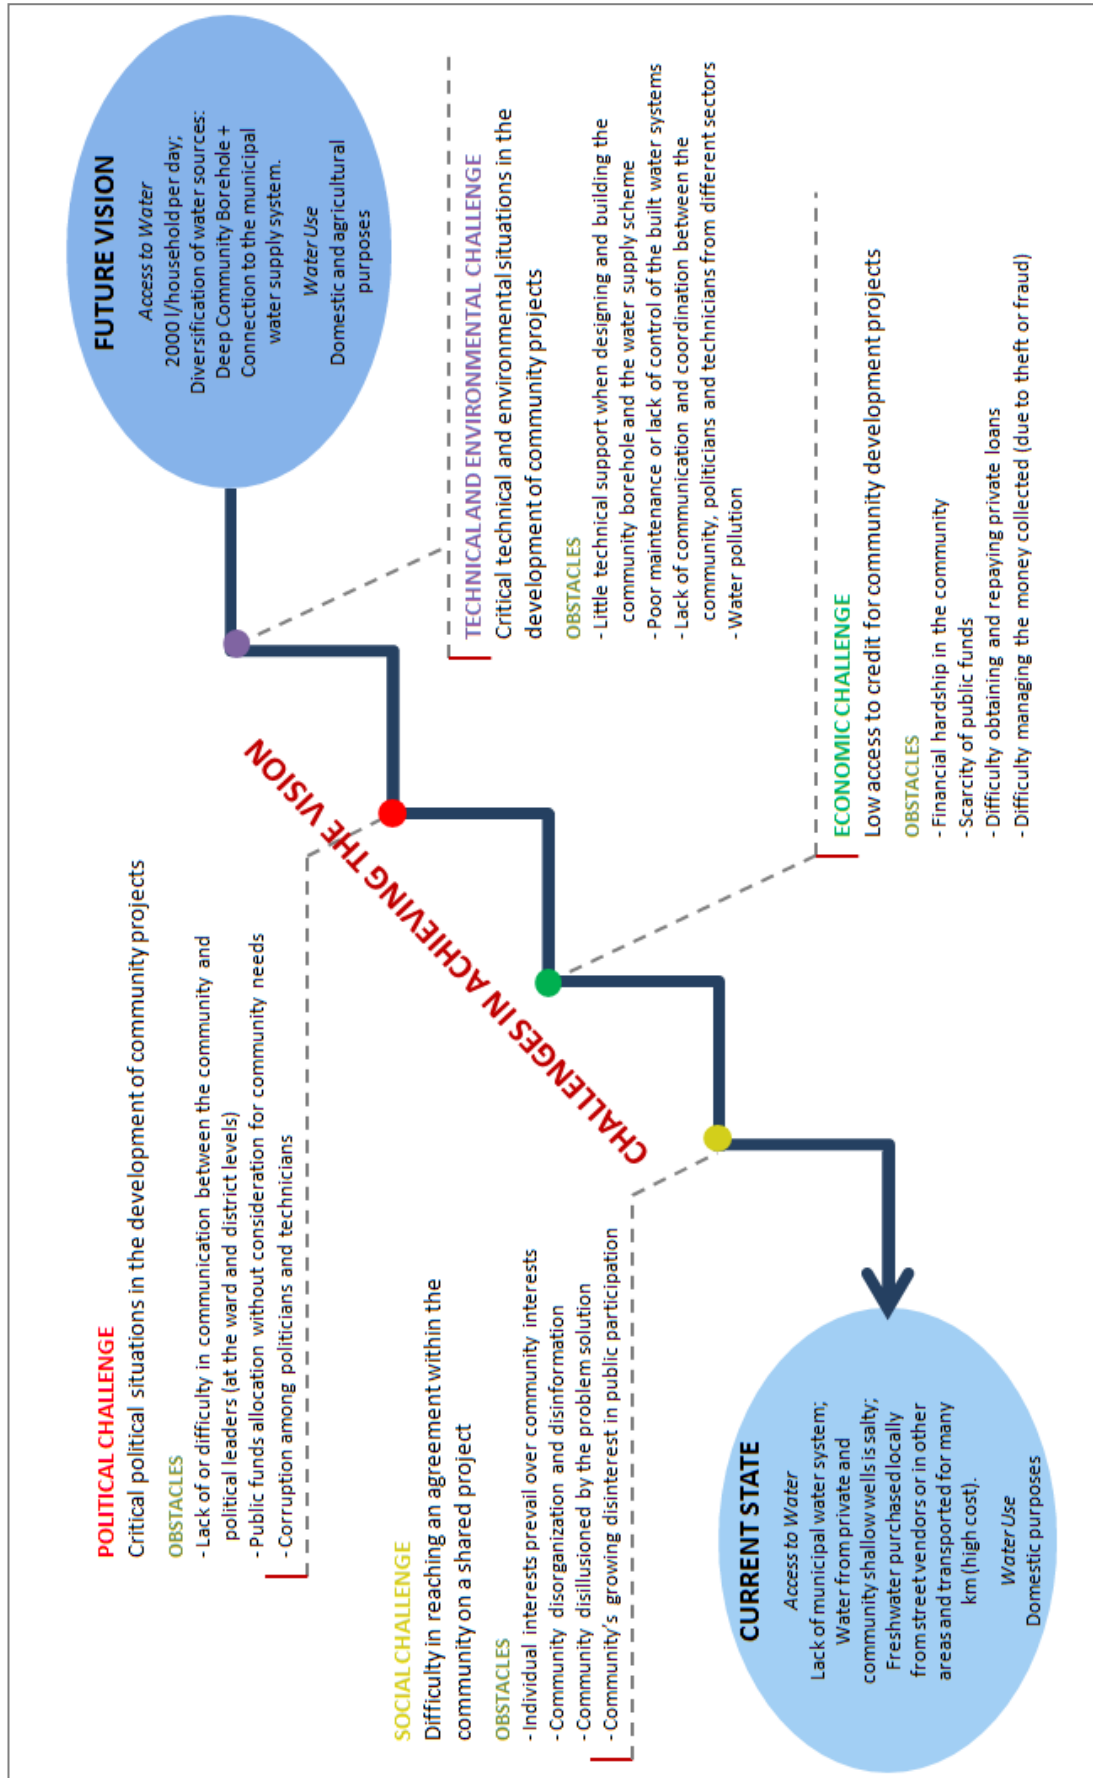 POLITICAL CHALLENGE
Critical political situations in the development of community projects
OBSTACLES
- Lack of or difficulty in communication between the community and
political leaders (at the ward and district levels)
- Public funds allocation without consideration for community needs
- Corruption among politicians and technicians
FUTURE VISION
Access to Water
2000 l/household per day;
Diversification of water sources:
Deep Community Borehole +
Connection to the municipal
water supply system.
Water Use
Domestic and agricultural
purposes
SOCIAL CHALLENGE
Difficulty in reaching an agreement within the
community on a shared project
OBSTACLES
- Individual interests prevail over community interests
- Community disorganization and disinformation
- Community disillusioned by the problem solution
- Community's growing disinterest in public participation
CHALLENGES IN ACHIEVING THE VISION
TECHNICAL AND ENVIRONMENTAL CHALLENGE
Critical technical and environmental situations in the
development of community projects
OBSTACLES
- Little technical support when designing and building the
community borehole and the water supply scheme
- Poor maintenance or lack of control of the built water systems
- Lack of communication and coordination between the
community, politicians and technicians from different sectors
- Water pollution
CURRENT STATE
Access to Water
Lack of municipal water system;
Water from private and
community shallow wells is salty;
Freshwater purchased locally
from street vendors or in other
areas and transported for many
km (high cost).
Water Use
Domestic purposes
ECONOMIC CHALLENGE
Low access to credit for community development projects
OBSTACLES
- Financial hardship in the community
- Scarcity of public funds
- Difficulty obtaining and repaying private loans
- Difficulty managing the money collected (due to theft or fraud)